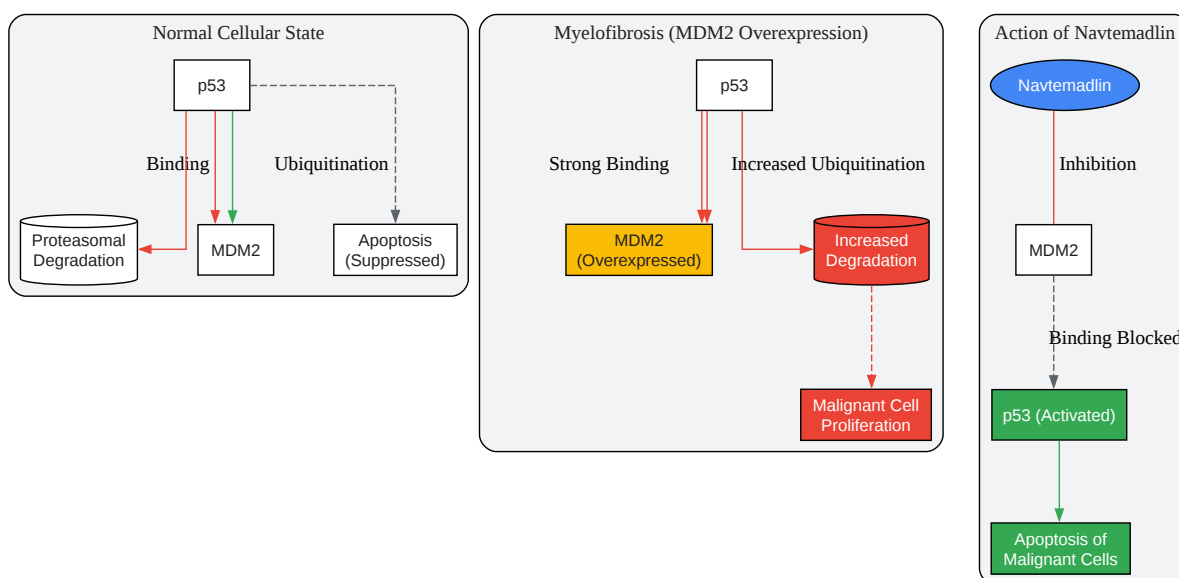 Normal Cellular State
p53
Binding
Ubiquitination
Proteasomal
Degradation
MDM2
Apoptosis
(Suppressed)
Myelofibrosis (MDM2 Overexpression)
p53
Strong Binding
Increased Ubiquitination
MDM2
(Overexpressed)
Increased
Degradation
Malignant Cell
Proliferation
Action of Navtemadlin
Navtemadlin
Inhibition
MDM2
Binding Blocked
p53 (Activated)
Apoptosis of
Malignant Cells